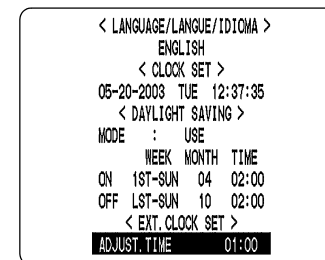 < LANGUAGE/LANGUE/IDIOMA >
ENGLISH
< CLOCK SET >
05-20-2003 TUE 12:37:35
< DAYLIGHT SAVING >
MODE : USE
WEEK MONTH TIME
ON 1ST-SUN 04 02:00
OFF LST-SUN 10 02:00
< EXT.CLOCK SET >
ADJUST.TIME 01:00